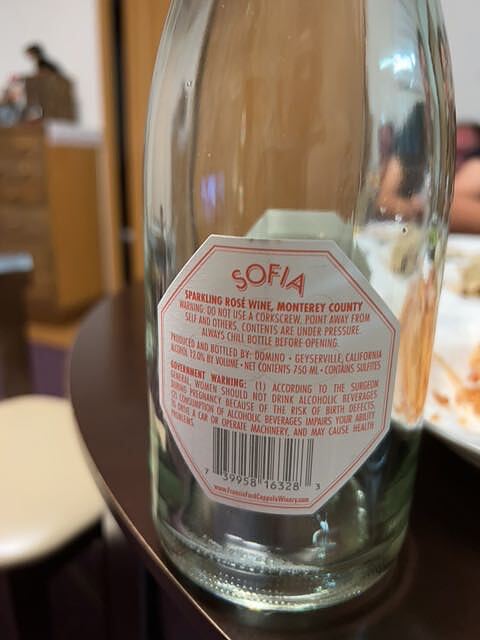 SOFIA
SPARKLING ROSÉ WINE, MONTEREY COUNTY
WARNING: DO NOT USE A CORKSCREW. POINT AWAY FROM
SELF AND OTHERS. CONTENTS ARE UNDER PRESSURE.
ALWAYS CHILL BOTTLE BEFORE OPENING.
PRODUCED AND BOTTLED BY: DOMINO • GEYSERVILLE, CALIFORNIA
ALCOHOL 12.0% BY VOLUME • NET CONTENTS 750 ML • CONTAINS SULFITES
GOVERNMENT WARNING: (1) ACCORDING TO THE SURGEON
GENERAL, WOMEN SHOULD NOT DRINK ALCOHOLIC BEVERAGES
DURING PREGNANCY BECAUSE OF THE RISK OF BIRTH DEFECTS.
(2) CONSUMPTION OF ALCOHOLIC BEVERAGES IMPAIRS YOUR ABILITY
TO DRIVE A CAR OR OPERATE MACHINERY, AND MAY CAUSE HEALTH
PROBLEMS
7 39958 16328 3
www.FrancisFordCoppolaWinery.com